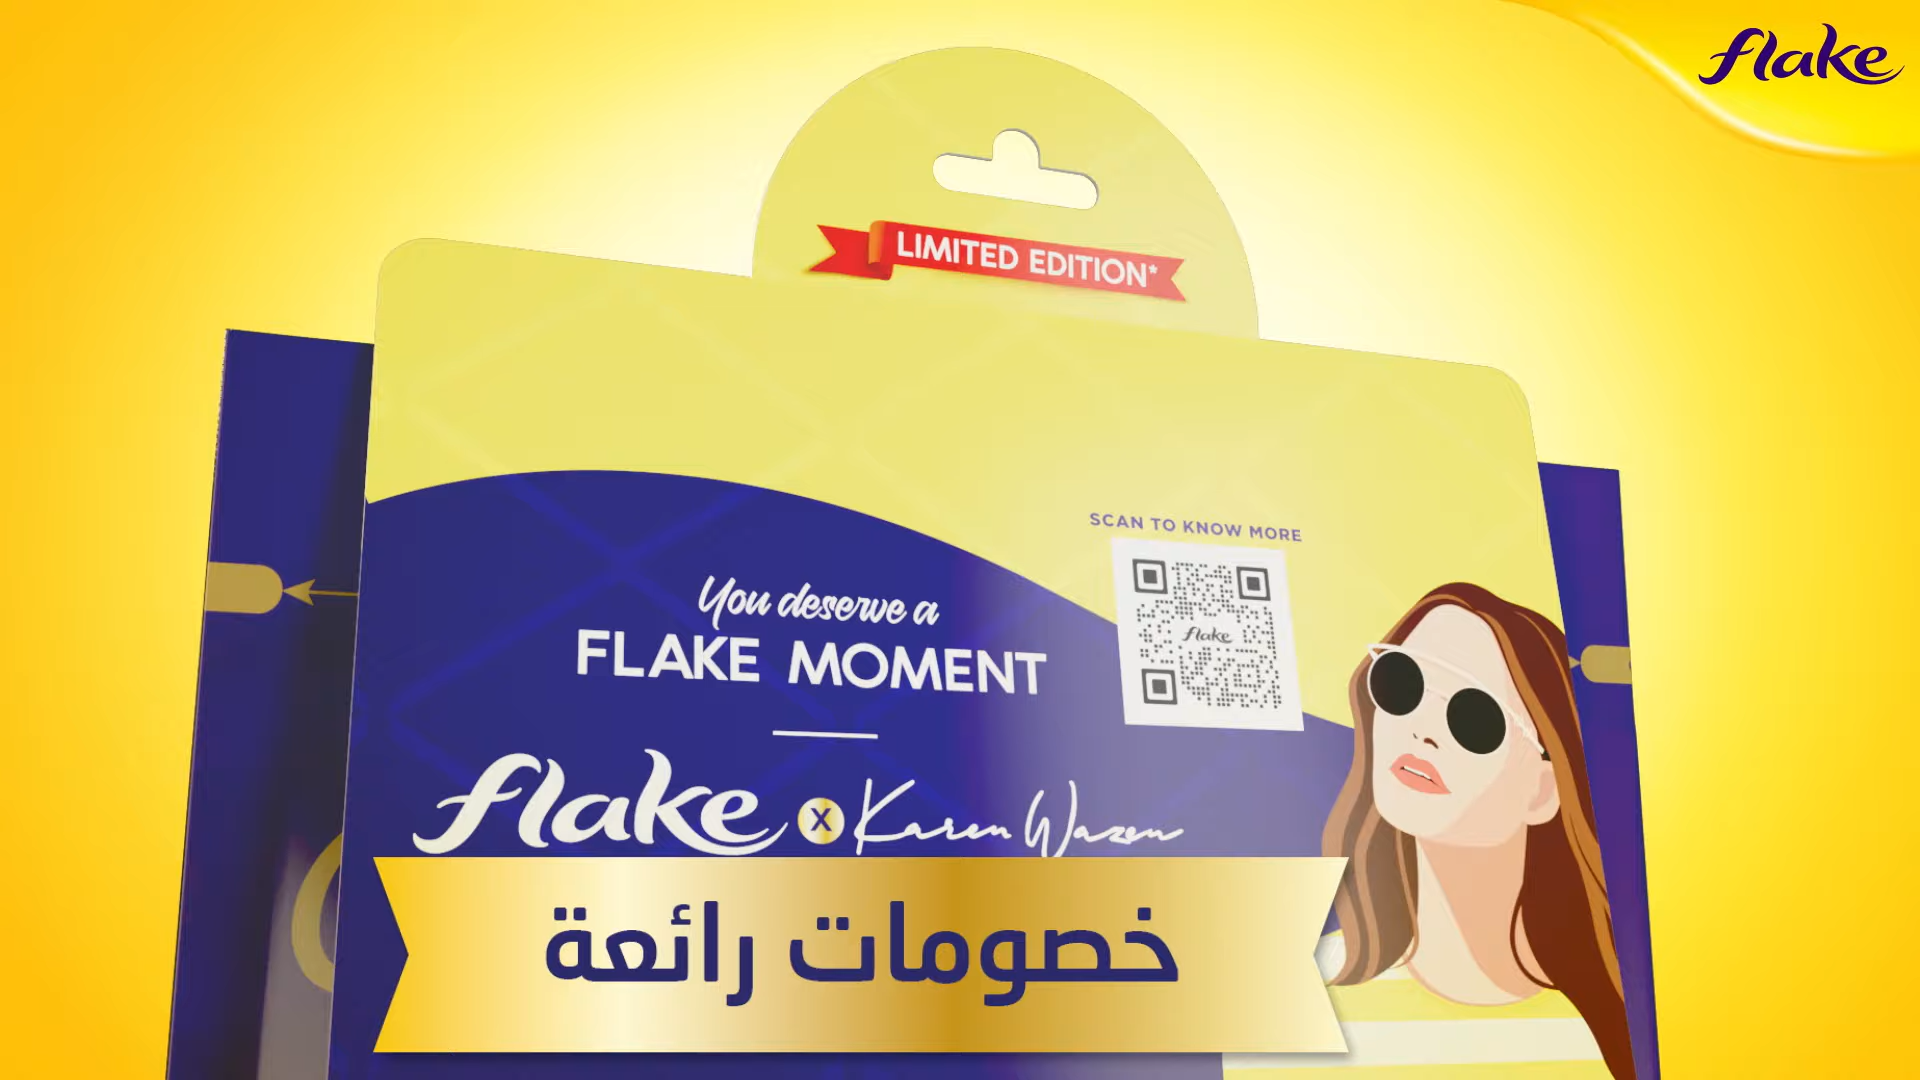 flake
LIMITED EDITION*
SCAN TO KNOW MORE
flake
You deserve a
FLAKE MOMENT
flake x Karen Wazen
خصومات رائعة